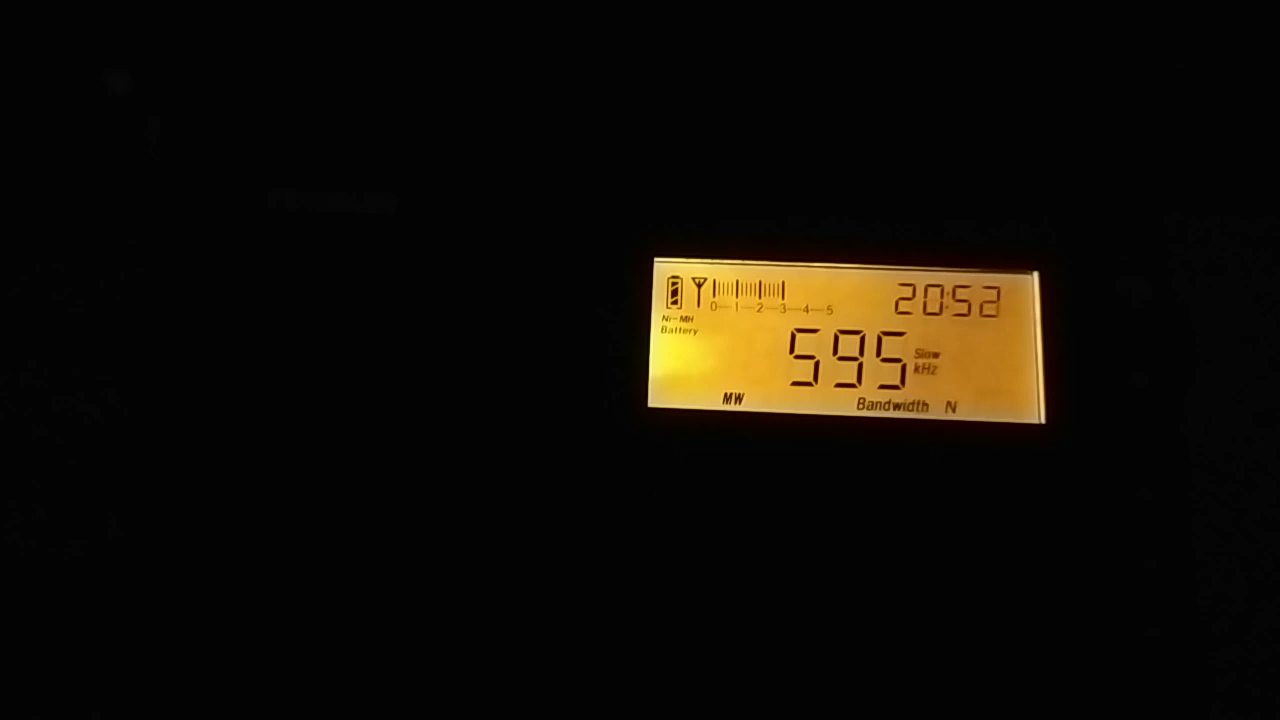 20:52
0-1-2-3-4-5
Ni-MH
Battery
595 Slow
kHz
MW Bandwidth N